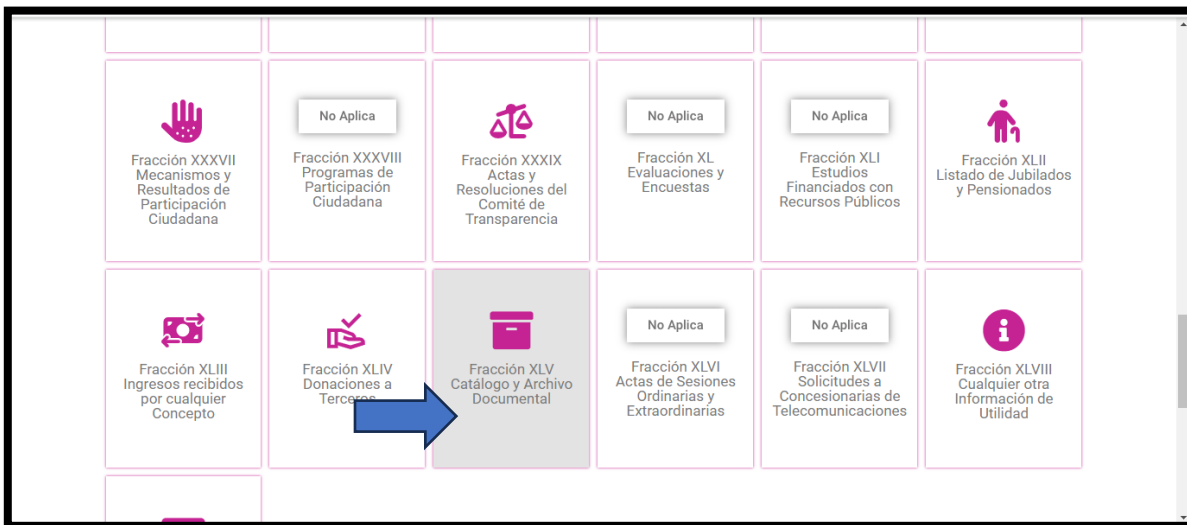 Fracción XXXVII
Mecanismos y
Resultados de
Participación
Ciudadana
No Aplica
Fracción XXXVIII
Programas de
Participación
Ciudadana
Fracción XXXIX
Actas y
Resoluciones del
Comité de
Transparencia
No Aplica
Fracción XL
Evaluaciones y
Encuestas
No Aplica
Fracción XLI
Estudios
Financiados con
Recursos Públicos
Fracción XLII
Listado de Jubilados
y Pensionados
Fracción XLIII
Ingresos recibidos
por cualquier
Concepto
Fracción XLIV
Donaciones a
Terceros
Fracción XLV
Catálogo y Archivo
Documental
No Aplica
Fracción XLVI
Actas de Sesiones
Ordinarias y
Extraordinarias
No Aplica
Fracción XLVII
Solicitudes a
Concesionarias de
Telecomunicaciones
Fracción XLVIII
Cualquier otra
Información de
Utilidad